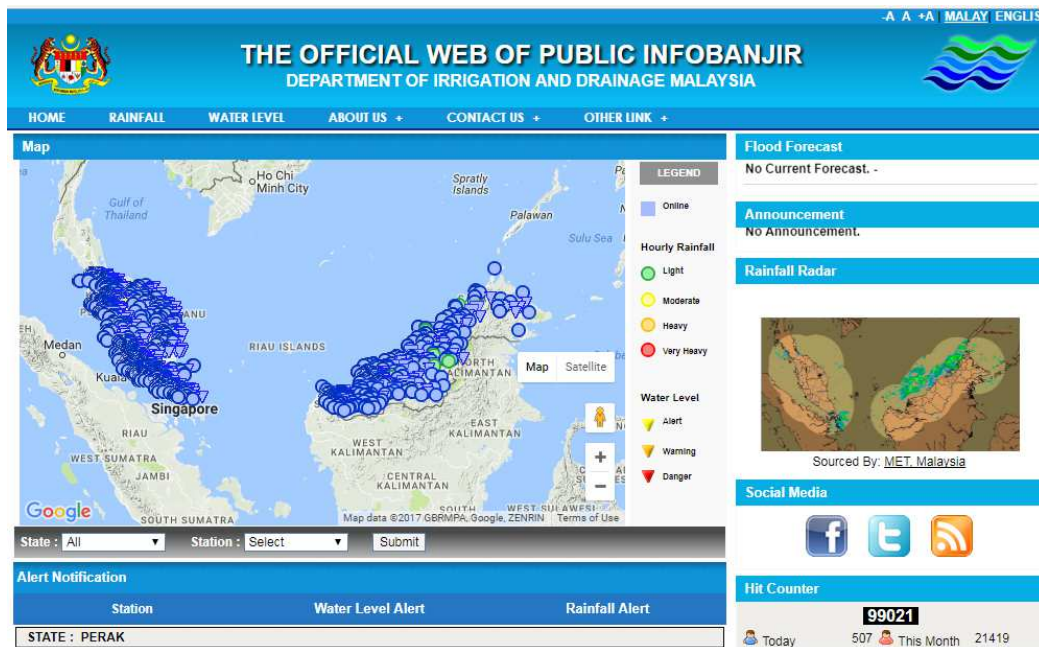 -A A +A | MALAY ENGLIS
THE OFFICIAL WEB OF PUBLIC INFOBANJIR
DEPARTMENT OF IRRIGATION AND DRAINAGE MALAYSIA
HOME RAINFALL WATER LEVEL ABOUT US + CONTACT US + OTHER LINK +
Map
Ho Chi
Minh City
Gulf of
Thailand
Spratly
Islands
Palawan
Sulu Sea
Medan
RIAU ISLANDS
Singapore
RIAU
WEST SUMATRA
JAMBI
SOUTH SUMATRA
WEST
KALIMANTAN
EAST
KALIMANTAN
CENTRAL
KALIMANTAN
Map Satellite
+
−
Google
Map data ©2017 GBRMPA, Google, ZENRIN Terms of Use
LEGEND
Online
Hourly Rainfall
Light
Moderate
Heavy
Very Heavy
Water Level
Alert
Warning
Danger
State : All Station : Select Submit
Alert Notification
Station Water Level Alert Rainfall Alert
STATE : PERAK
Flood Forecast
No Current Forecast. -
Announcement
No Announcement.
Rainfall Radar
Sourced By: MET, Malaysia
Social Media
Hit Counter
99021
Today 507 This Month 21419